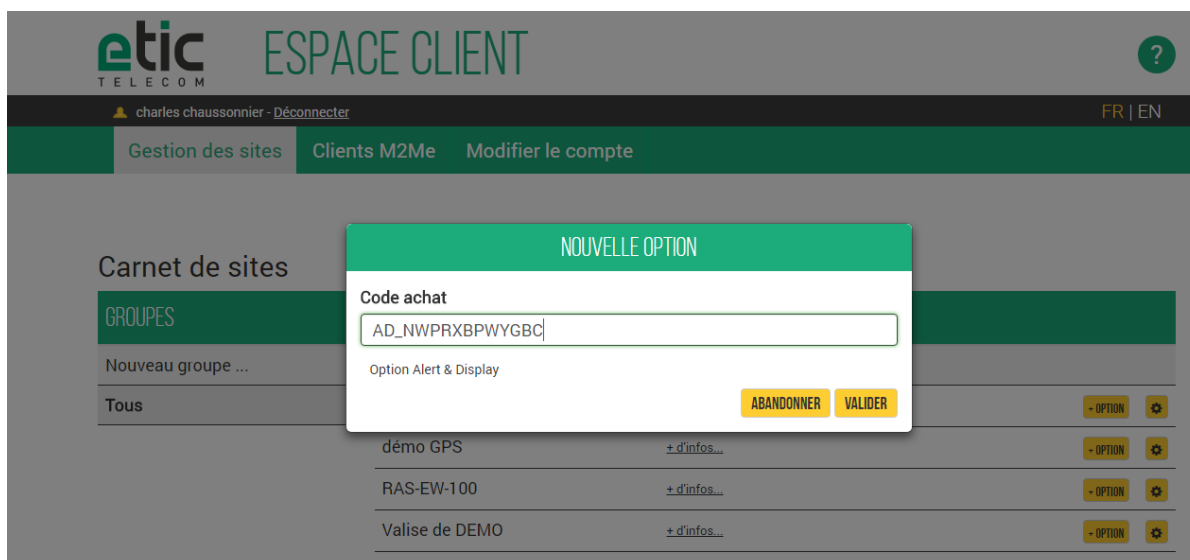 etic
TELECOM
ESPACE CLIENT
?
charles chaussonnier - Déconnecter
FR | EN
Gestion des sites
Clients M2Me
Modifier le compte
NOUVELLE OPTION
Carnet de sites
Code achat
GROUPES
AD_NWPRXBPWYGBC
Nouveau groupe ...
Option Alert & Display
Tous
ABANDONNER
VALIDER
+ OPTION
démo GPS
+ d'infos...
+ OPTION
RAS-EW-100
+ d'infos...
+ OPTION
Valise de DEMO
+ d'infos...
+ OPTION